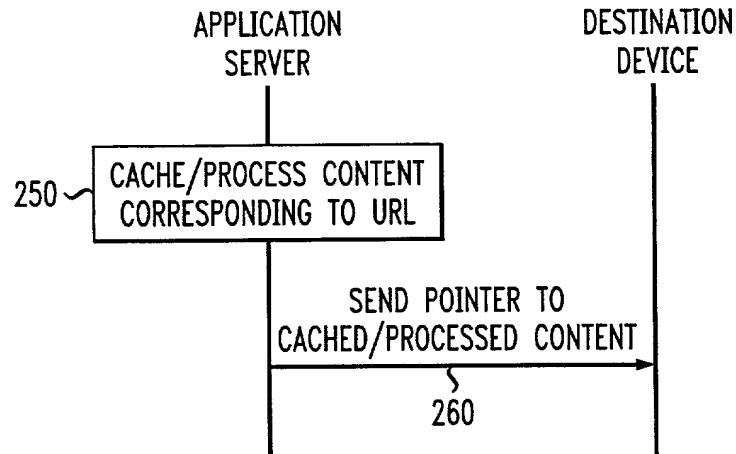 APPLICATION
SERVER
DESTINATION
DEVICE
250
CACHE/PROCESS CONTENT
CORRESPONDING TO URL
SEND POINTER TO
CACHED/PROCESSED CONTENT
260